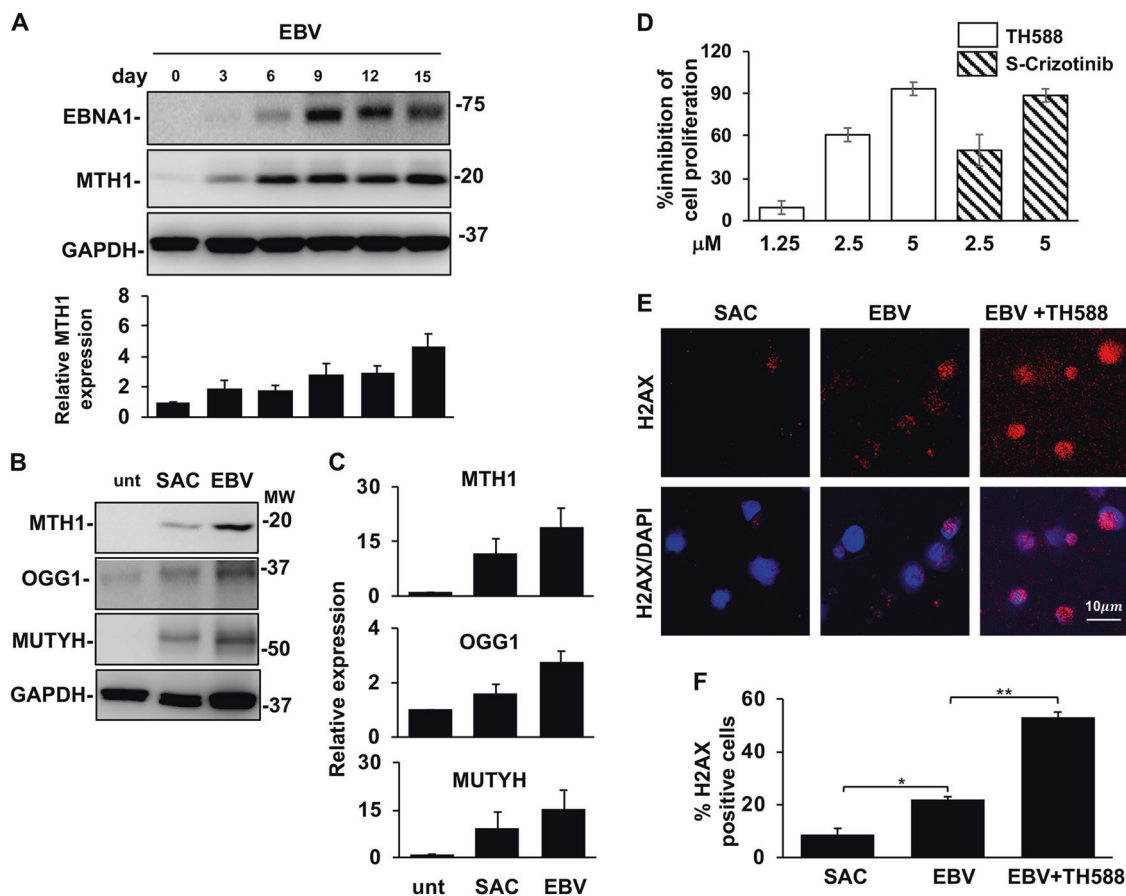 A
EBV
day 0 3 6 9 12 15
EBNA1- -75
MTH1- -20
GAPDH- -37
Relative MTH1
expression
8
6
4
2
0
B
unt SAC EBV MW
MTH1- -20
OGG1- -37
MUTYH- -50
GAPDH- -37
C
Relative expression
MTH1
30
15
0
OGG1
4
2
0
MUTYH
30
15
0
unt SAC EBV
D
TH588
S-Crizotinib
%inhibition of
cell proliferation
120
90
60
30
0
μM 1.25 2.5 5 2.5 5
E
SAC EBV EBV +TH588
H2AX
H2AX/DAPI
10μm
F
% H2AX
positive cells
60
40
20
0
* **
SAC EBV EBV+TH588